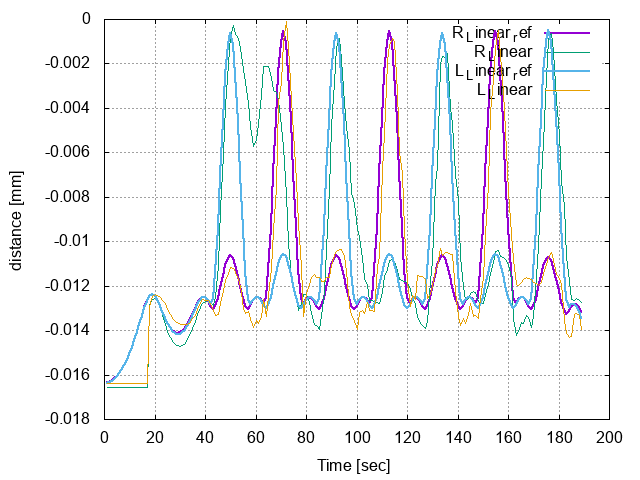 0
-0.002
-0.004
-0.006
-0.008
-0.01
-0.012
-0.014
-0.016
-0.018
distance [mm]
R_Linear_ref
R_Linear
L_Linear_ref
L_Linear
0 20 40 60 80 100 120 140 160 180 200
Time [sec]